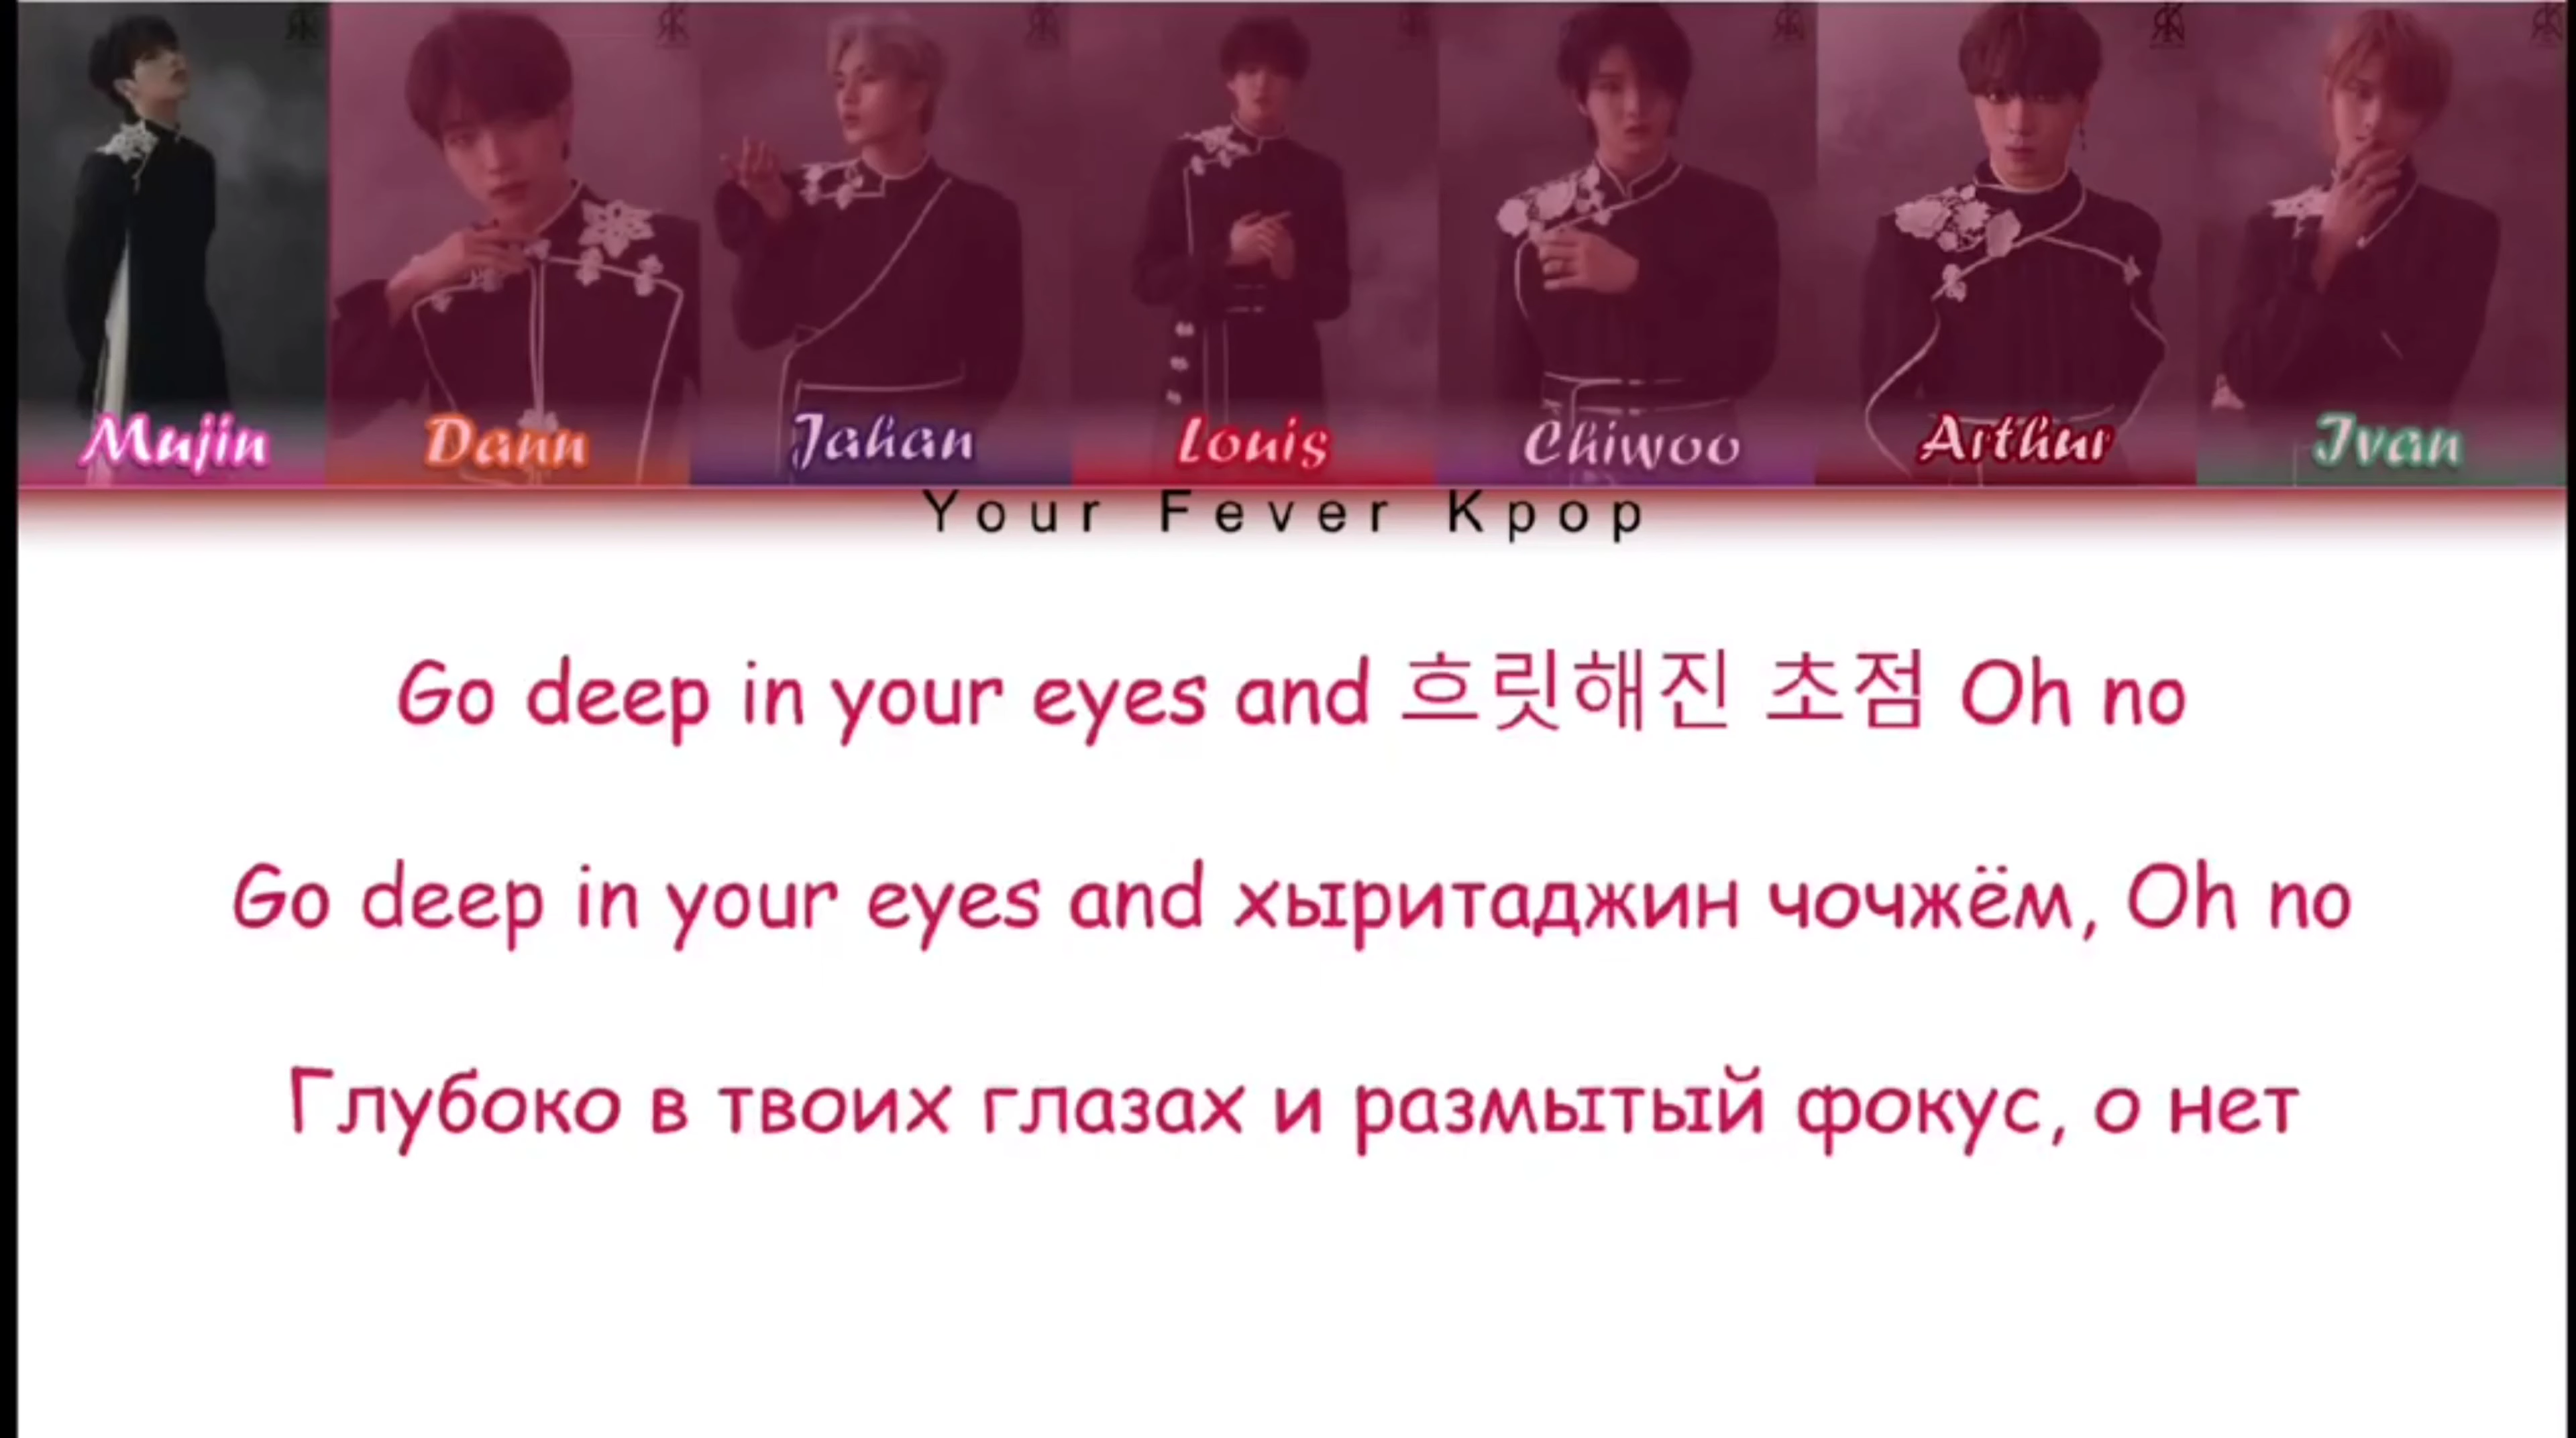 Mujin Dann Jahan Louis Chiwoo Arthur Ivan
Your Fever Kpop
Go deep in your eyes and 흐릿해진 초점 Oh no
Go deep in your eyes and хыритаджин чочжём, Oh no
Глубоко в твоих глазах и размытый фокус, о нет